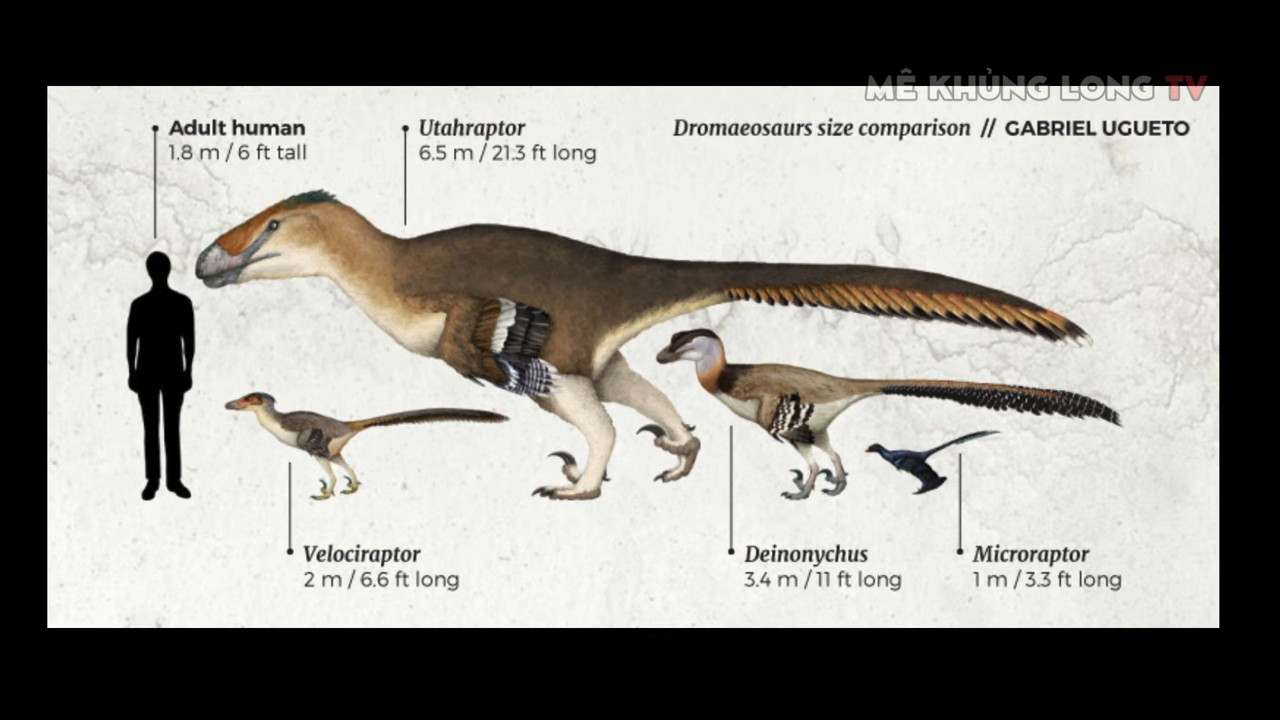 MÊ KHỦNG LONG TV
Adult human
1.8 m / 6 ft tall
Utahraptor
6.5 m / 21.3 ft long
Dromaeosaurs size comparison // GABRIEL UGUETO
Velociraptor
2 m / 6.6 ft long
Deinonychus
3.4 m / 11 ft long
Microraptor
1 m / 3.3 ft long